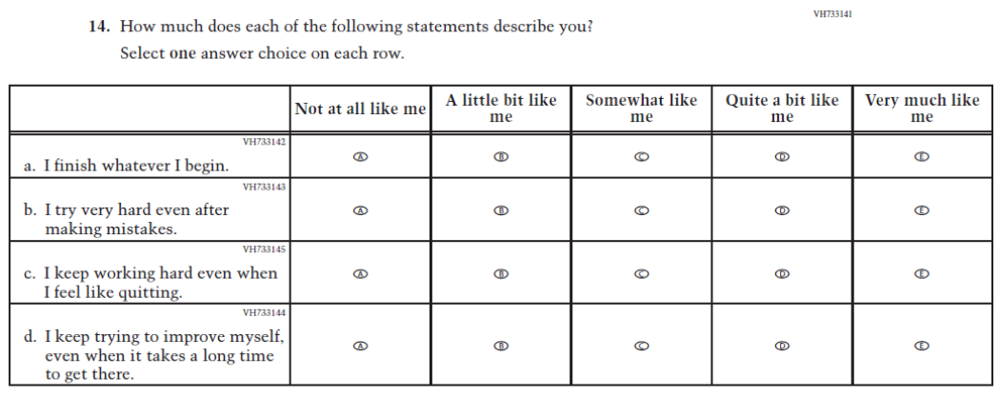 VH733141
14. How much does each of the following statements describe you?
Select one answer choice on each row.
Not at all like me
A little bit like
me
Somewhat like
me
Quite a bit like
me
Very much like
me
VH733142
a. I finish whatever I begin.
A B C D E
VH733143
b. I try very hard even after
making mistakes.
A B C D E
VH733145
c. I keep working hard even when
I feel like quitting.
A B C D E
VH733144
d. I keep trying to improve myself,
even when it takes a long time
to get there.
A B C D E